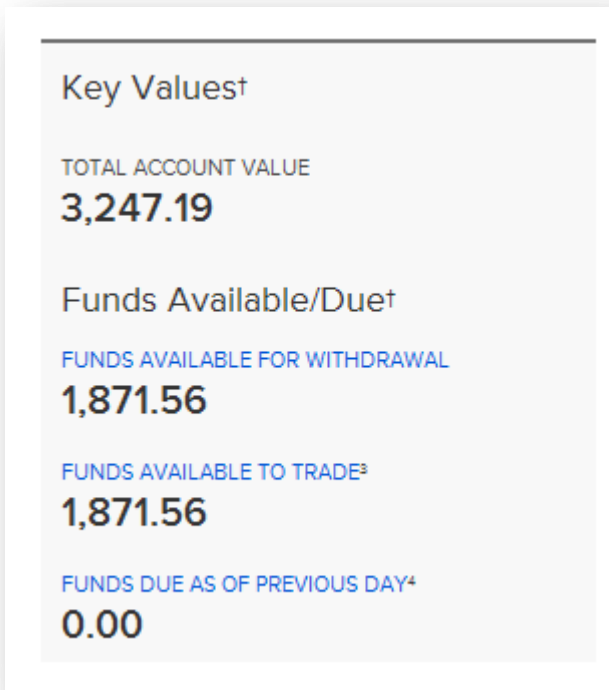 Key Values†
TOTAL ACCOUNT VALUE
3,247.19
Funds Available/Due†
FUNDS AVAILABLE FOR WITHDRAWAL
1,871.56
FUNDS AVAILABLE TO TRADE³
1,871.56
FUNDS DUE AS OF PREVIOUS DAY⁴
0.00